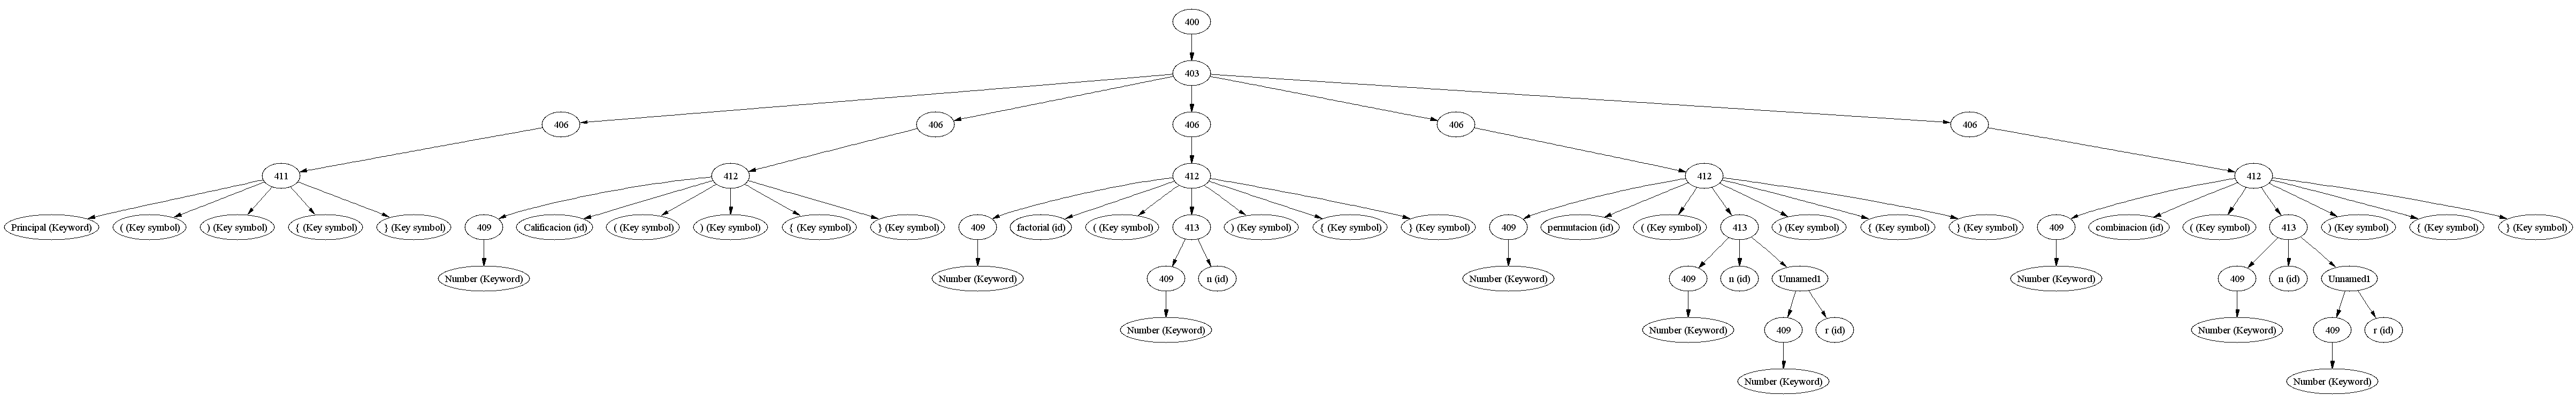 400
403
406 406 406 406 406
411 412 412 412 412
Principal (Keyword) ( (Key symbol) ) (Key symbol) { (Key symbol) } (Key symbol) 409 Calificacion (id) ( (Key symbol) ) (Key symbol) { (Key symbol) } (Key symbol) 409 factorial (id) ( (Key symbol) 413 ) (Key symbol) { (Key symbol) } (Key symbol) 409 permutacion (id) ( (Key symbol) 413 ) (Key symbol) { (Key symbol) } (Key symbol) 409 combinacion (id) ( (Key symbol) 413 ) (Key symbol) { (Key symbol) } (Key symbol)
Number (Keyword) Number (Keyword) 409 n (id) Number (Keyword) 409 n (id) Unnamed1 Number (Keyword) 409 n (id) Unnamed1
Number (Keyword) Number (Keyword) 409 r (id) Number (Keyword) 409 r (id)
Number (Keyword) Number (Keyword)